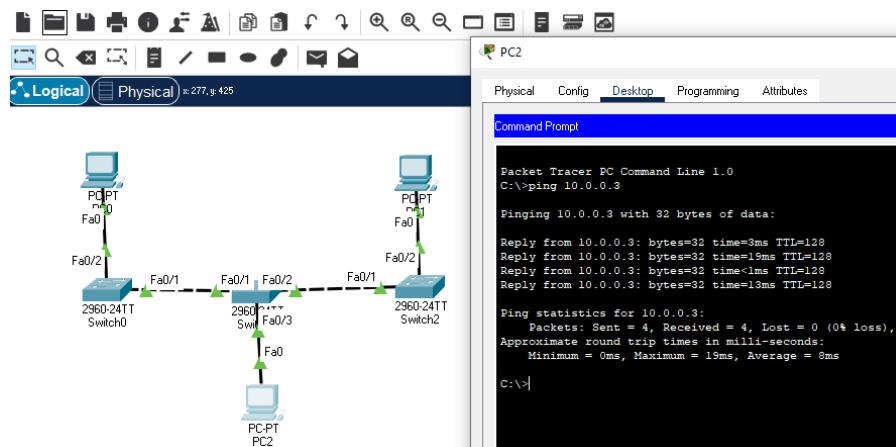 PC2
Logical
Physical
x: 277, y: 425
Physical Config Desktop Programming Attributes
Command Prompt
Packet Tracer PC Command Line 1.0
C:\>ping 10.0.0.3
Pinging 10.0.0.3 with 32 bytes of data:
Reply from 10.0.0.3: bytes=32 time=3ms TTL=128
Reply from 10.0.0.3: bytes=32 time=19ms TTL=128
Reply from 10.0.0.3: bytes=32 time<1ms TTL=128
Reply from 10.0.0.3: bytes=32 time=13ms TTL=128
Ping statistics for 10.0.0.3:
Packets: Sent = 4, Received = 4, Lost = 0 (0% loss),
Approximate round trip times in milli-seconds:
Minimum = 0ms, Maximum = 19ms, Average = 8ms
C:\>
PC-PT
Fa0
Fa0/2
Fa0/1
2960-24TT
Switch0
Fa0/1
Fa0/2
Fa0/3
Fa0
PC-PT
PC2
PC-PT
Fa0
Fa0/2
Fa0/1
2960-24TT
Switch2